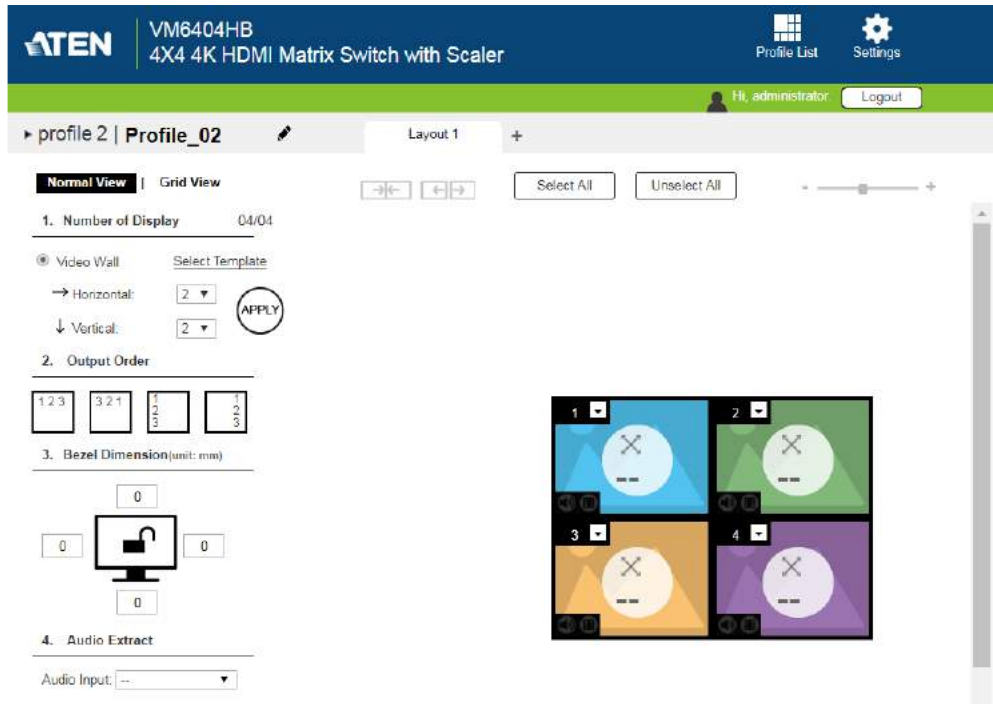 ATEN
VM6404HB
4X4 4K HDMI Matrix Switch with Scaler
Profile List
Settings
Hi, administrator
Logout
profile 2 | Profile_02
Layout 1
+
Normal View | Grid View
Select All
Unselect All
- +
1. Number of Display 04/04
Video Wall Select Template
→ Horizontal: 2
↓ Vertical: 2
APPLY
2. Output Order
1 2 3
3 2 1
1
2
3
1
2
3
3. Bezel Dimension(unit: mm)
0
0
0
0
4. Audio Extract
Audio Input: --
1
--
2
--
3
--
4
--